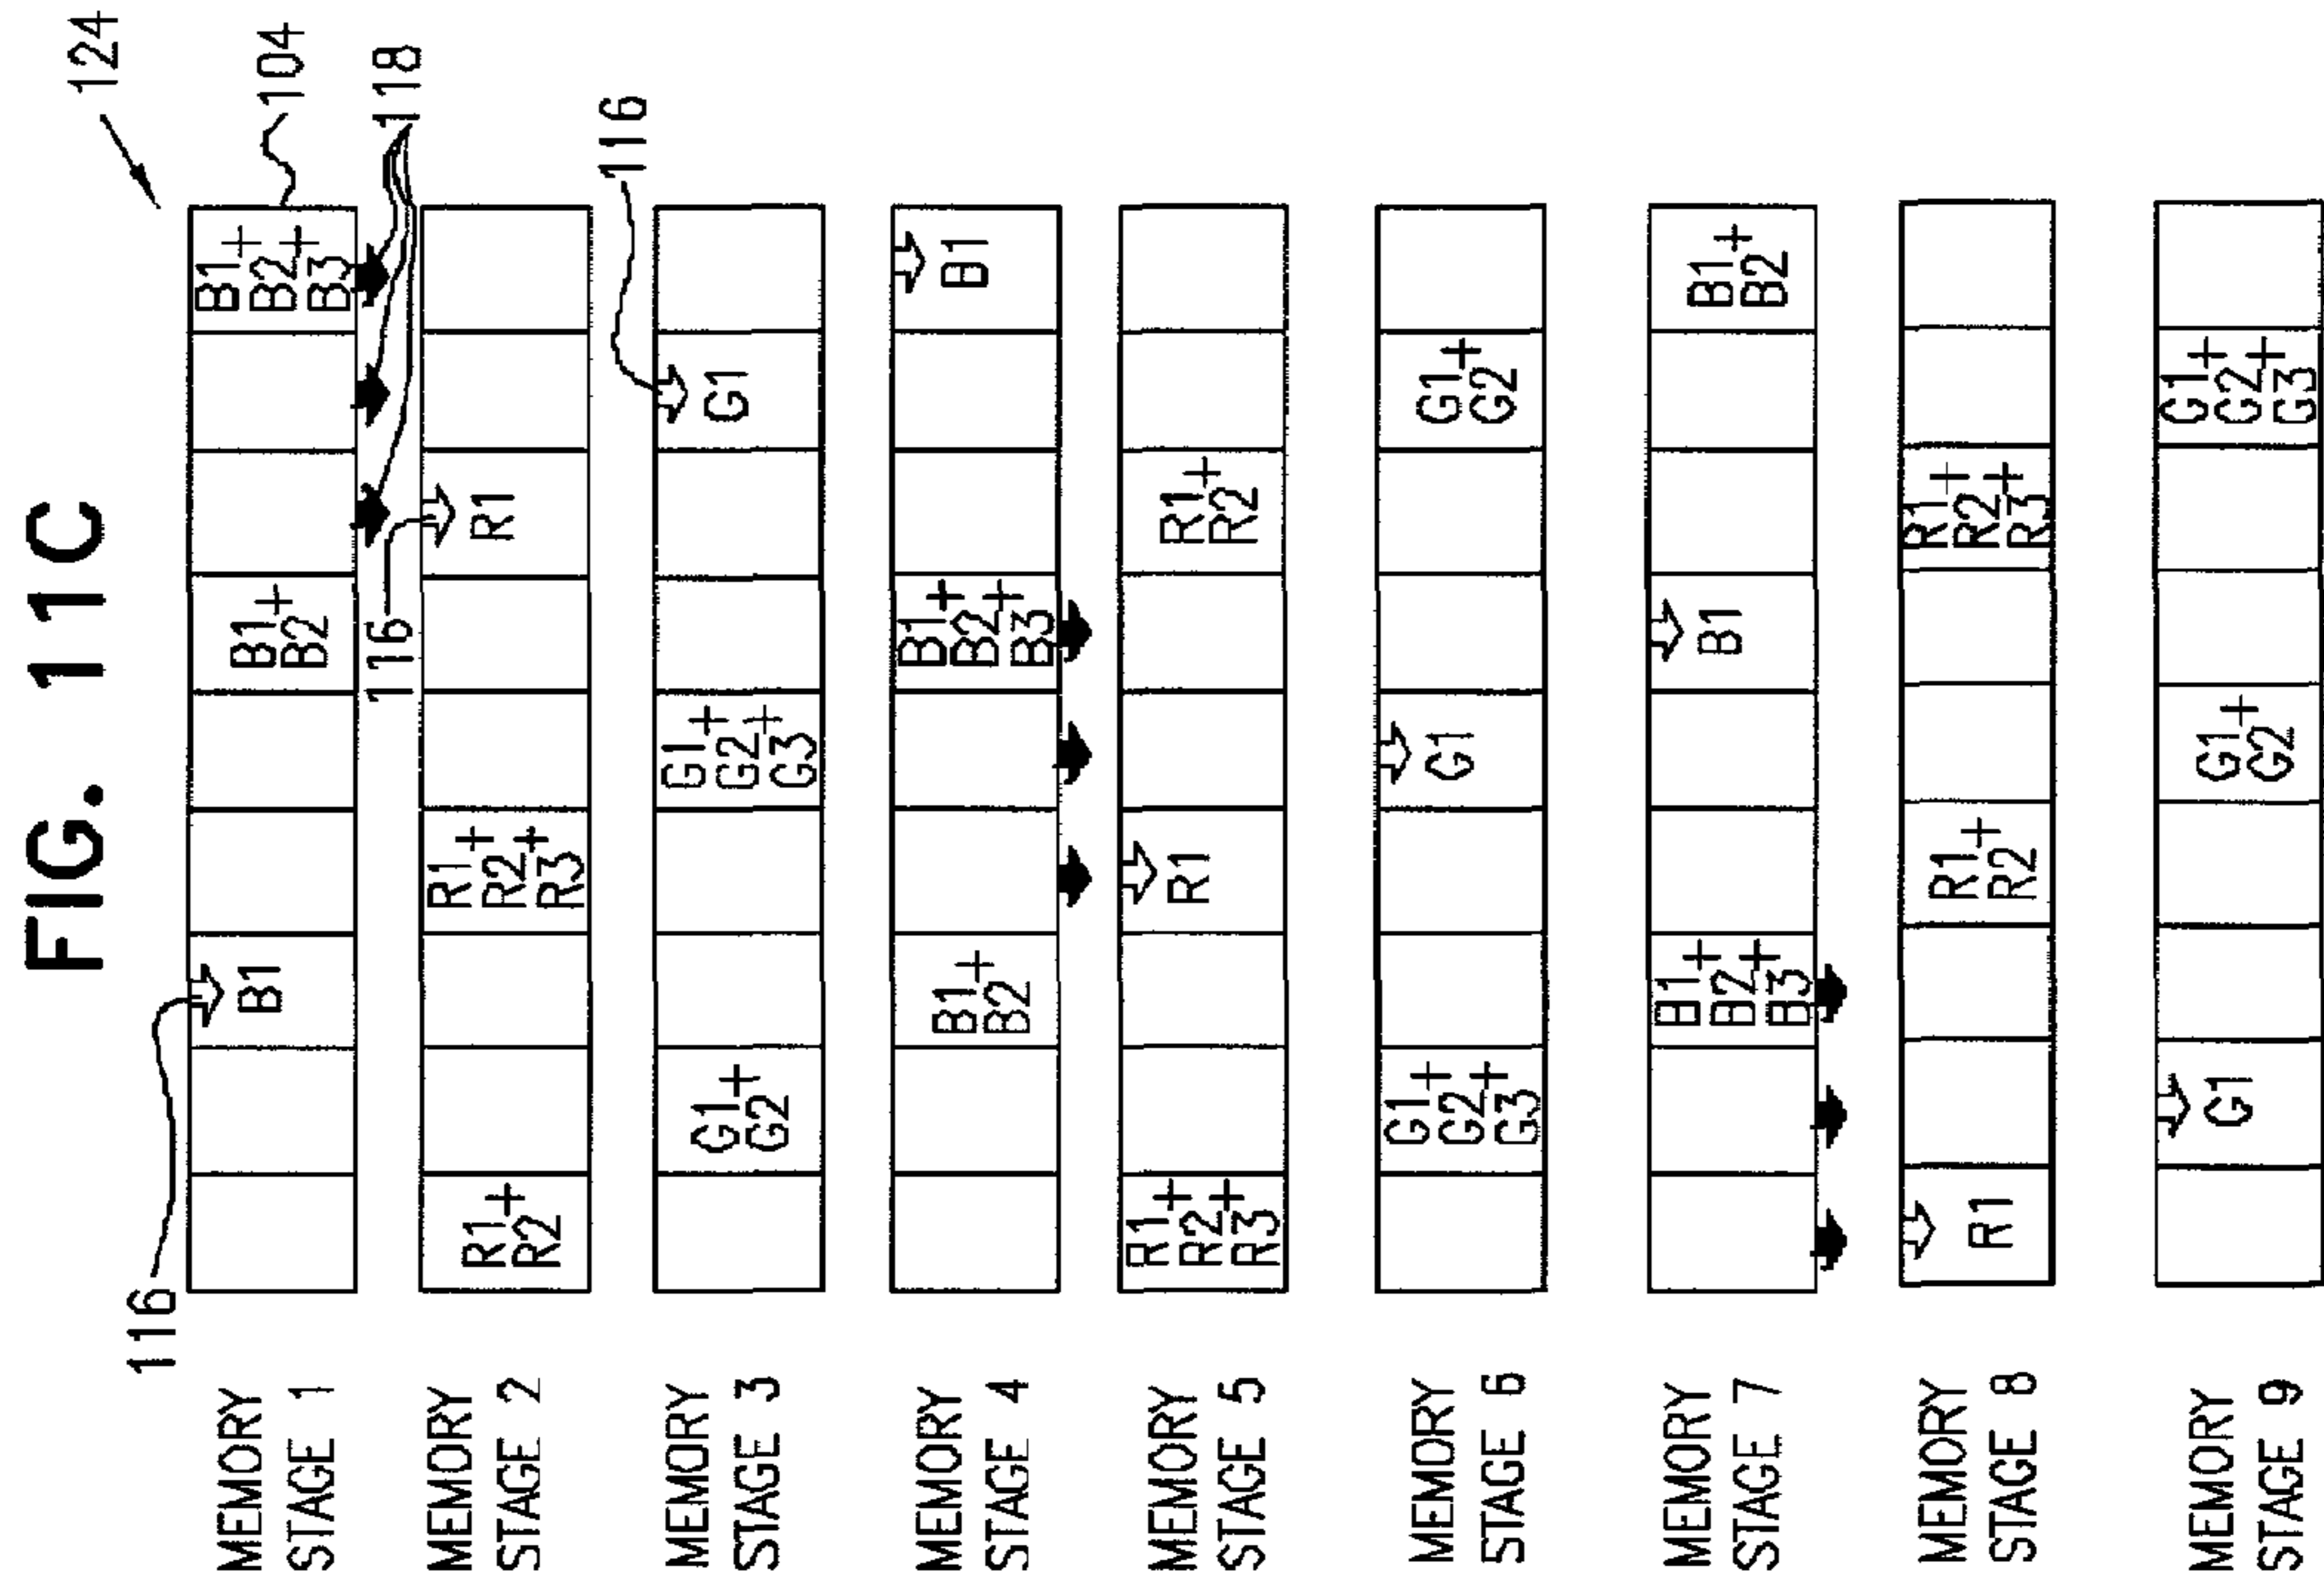 FIG. 11C
124
116
104
MEMORY
STAGE 1
B1
B1+
B2
B1+
B2+
B3
118
116
MEMORY
STAGE 2
R1+
R2
R1+
R2+
R3
R1
116
MEMORY
STAGE 3
G1+
G2
G1+
G2+
G3
G1
MEMORY
STAGE 4
B1+
B2
B1+
B2+
B3
B1
MEMORY
STAGE 5
R1+
R2+
R3
R1
R1+
R2
MEMORY
STAGE 6
G1+
G2+
G3
G1
G1+
G2
MEMORY
STAGE 7
B1+
B2+
B3
B1
B1+
B2
MEMORY
STAGE 8
R1
R1+
R2
R1+
R2+
R3
MEMORY
STAGE 9
G1
G1+
G2
G1+
G2+
G3